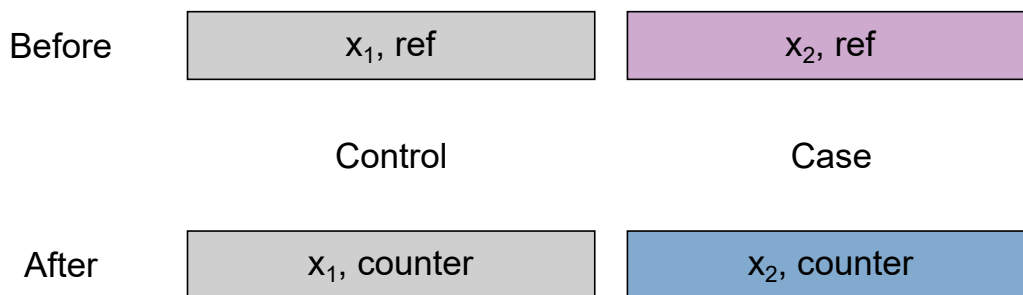 Before x₁, ref x₂, ref
Control Case
After x₁, counter x₂, counter